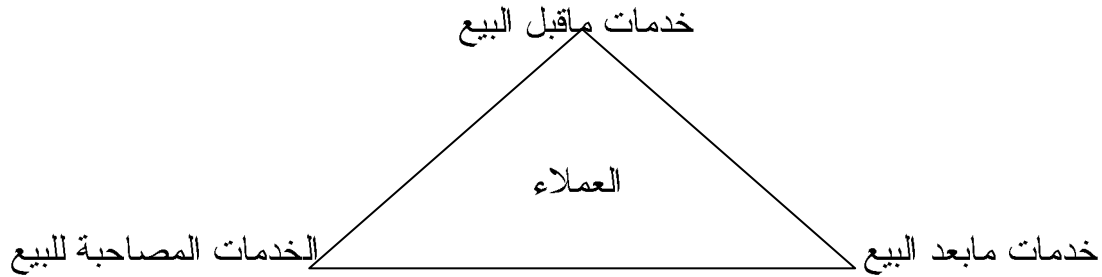 خدمات ماقبل البيع
العملاء
خدمات مابعد البيع
الخدمات المصاحبة للبيع